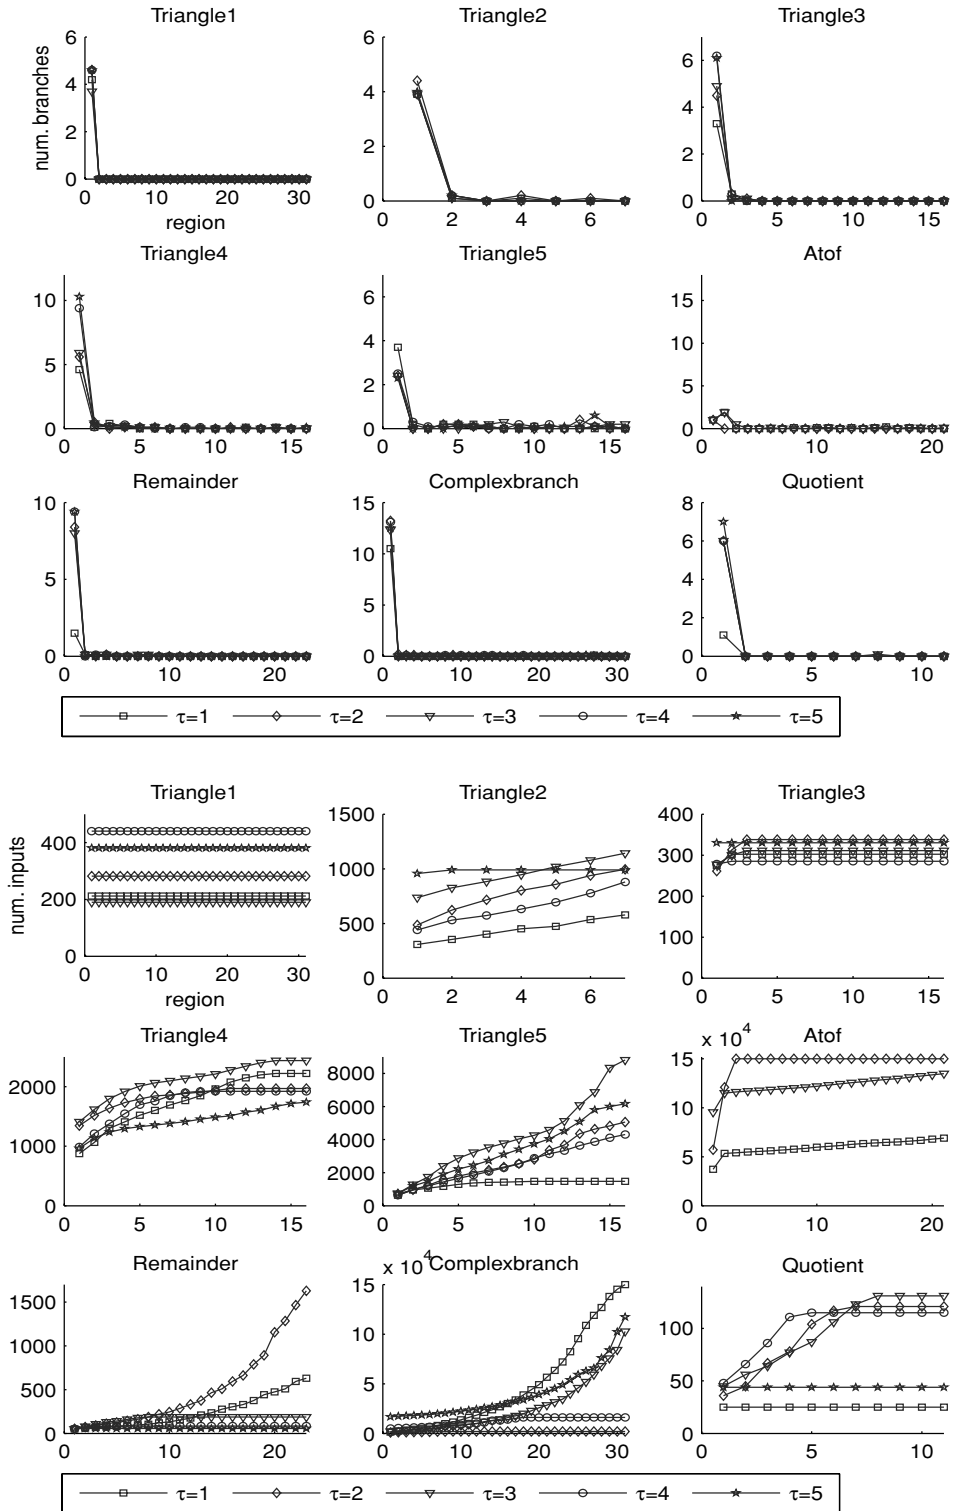 Triangle1 Triangle2 Triangle3
6 6
4 4 6
2 2 4
0 0 2
0 0
num. branches
0 10 20 30 0 2 4 6 0 5 10 15
region
Triangle4 Triangle5 Atof
10 6 15
5 4 10
2 5
0 0 0
0 5 10 15 0 5 10 15 0 10 20
Remainder Complexbranch Quotient
10 15 8
5 10 6
5 4
2
0 0 0
0 10 20 0 10 20 30 0 5 10
τ=1 τ=2 τ=3 τ=4 τ=5
Triangle1 Triangle2 Triangle3
400 1500 400
200 1000 300
0 500 200
100
0 0
num. inputs
0 10 20 30 0 2 4 6 0 5 10 15
region
Triangle4 Triangle5 x 10^4 Atof
2000 8000 15
1000 6000 10
4000 5
2000
0 0 0
0 5 10 15 0 5 10 15 0 10 20
Remainder x 10^4 Complexbranch Quotient
1500 15 100
1000 10 50
500 5
0 0 0
0 10 20 0 10 20 30 0 5 10
τ=1 τ=2 τ=3 τ=4 τ=5